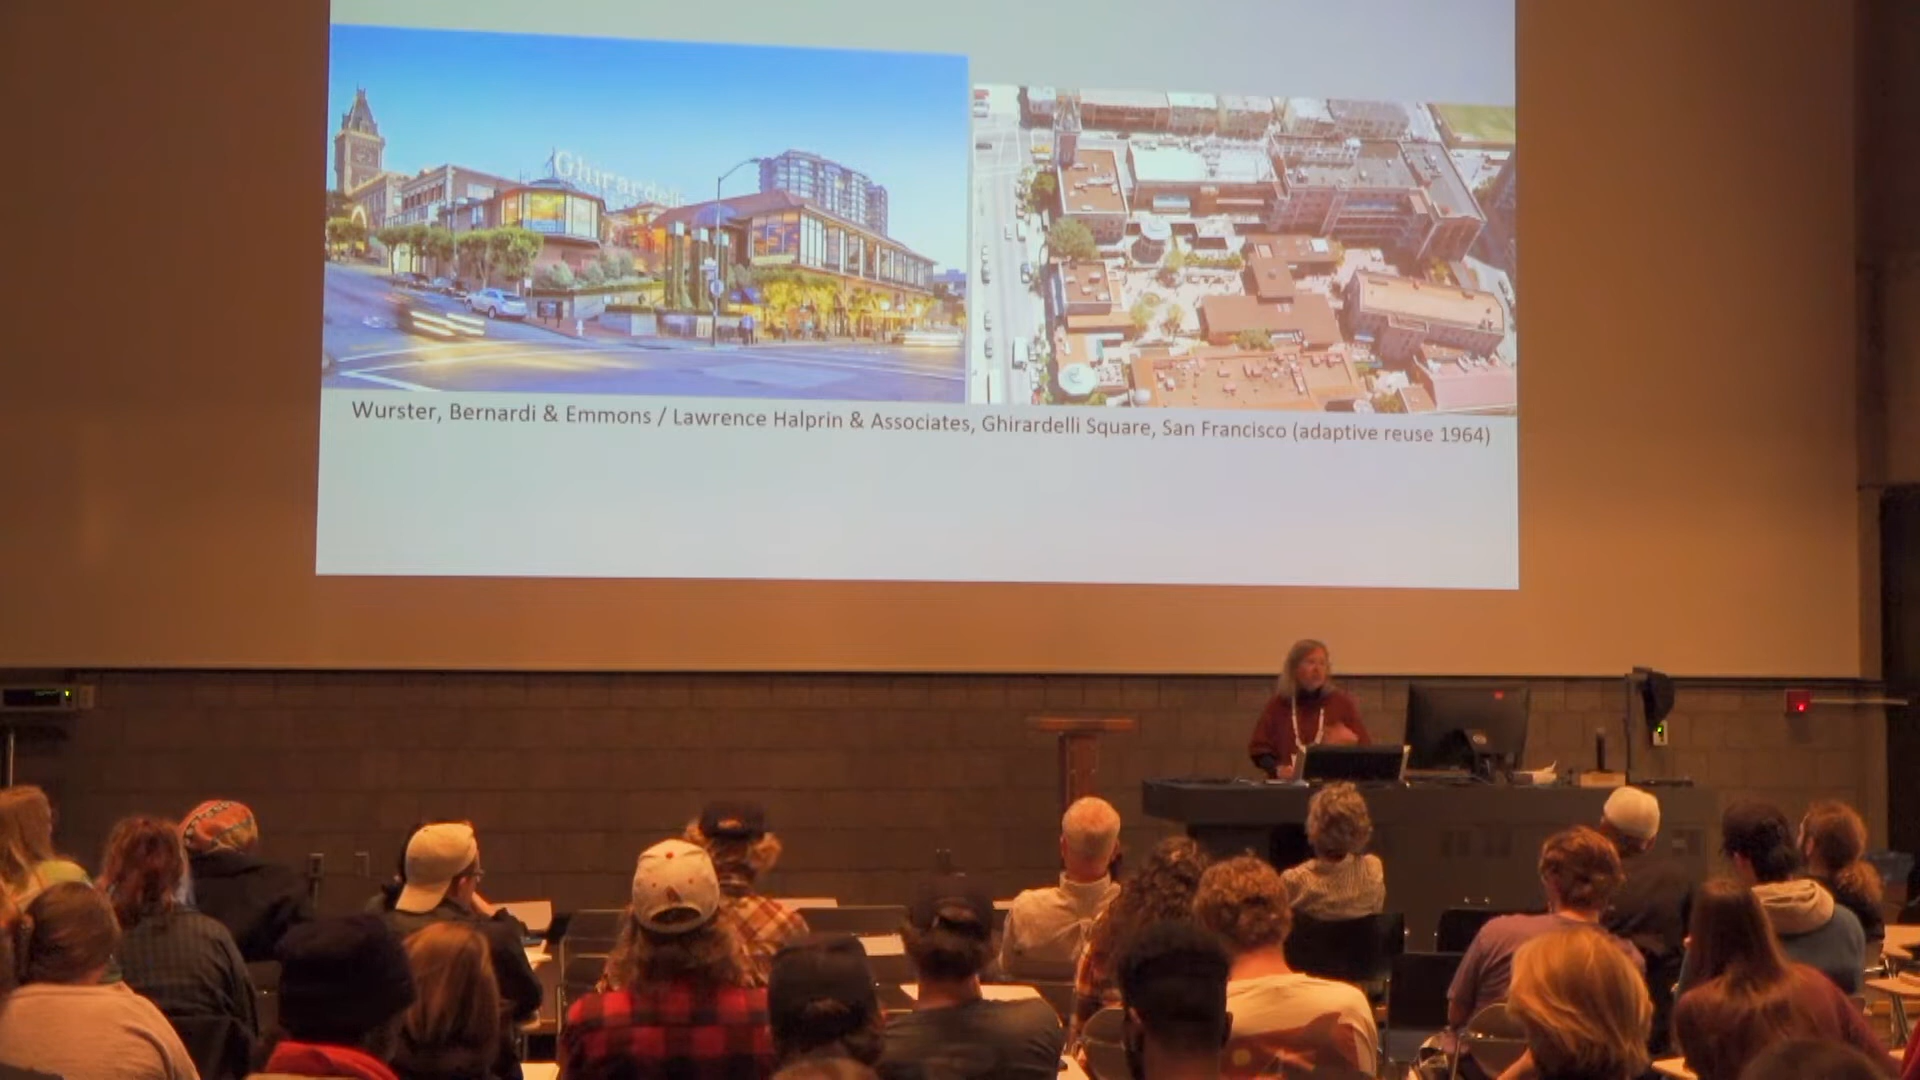 Ghirardelli
Wurster, Bernardi & Emmons / Lawrence Halprin & Associates, Ghirardelli Square, San Francisco (adaptive reuse 1964)